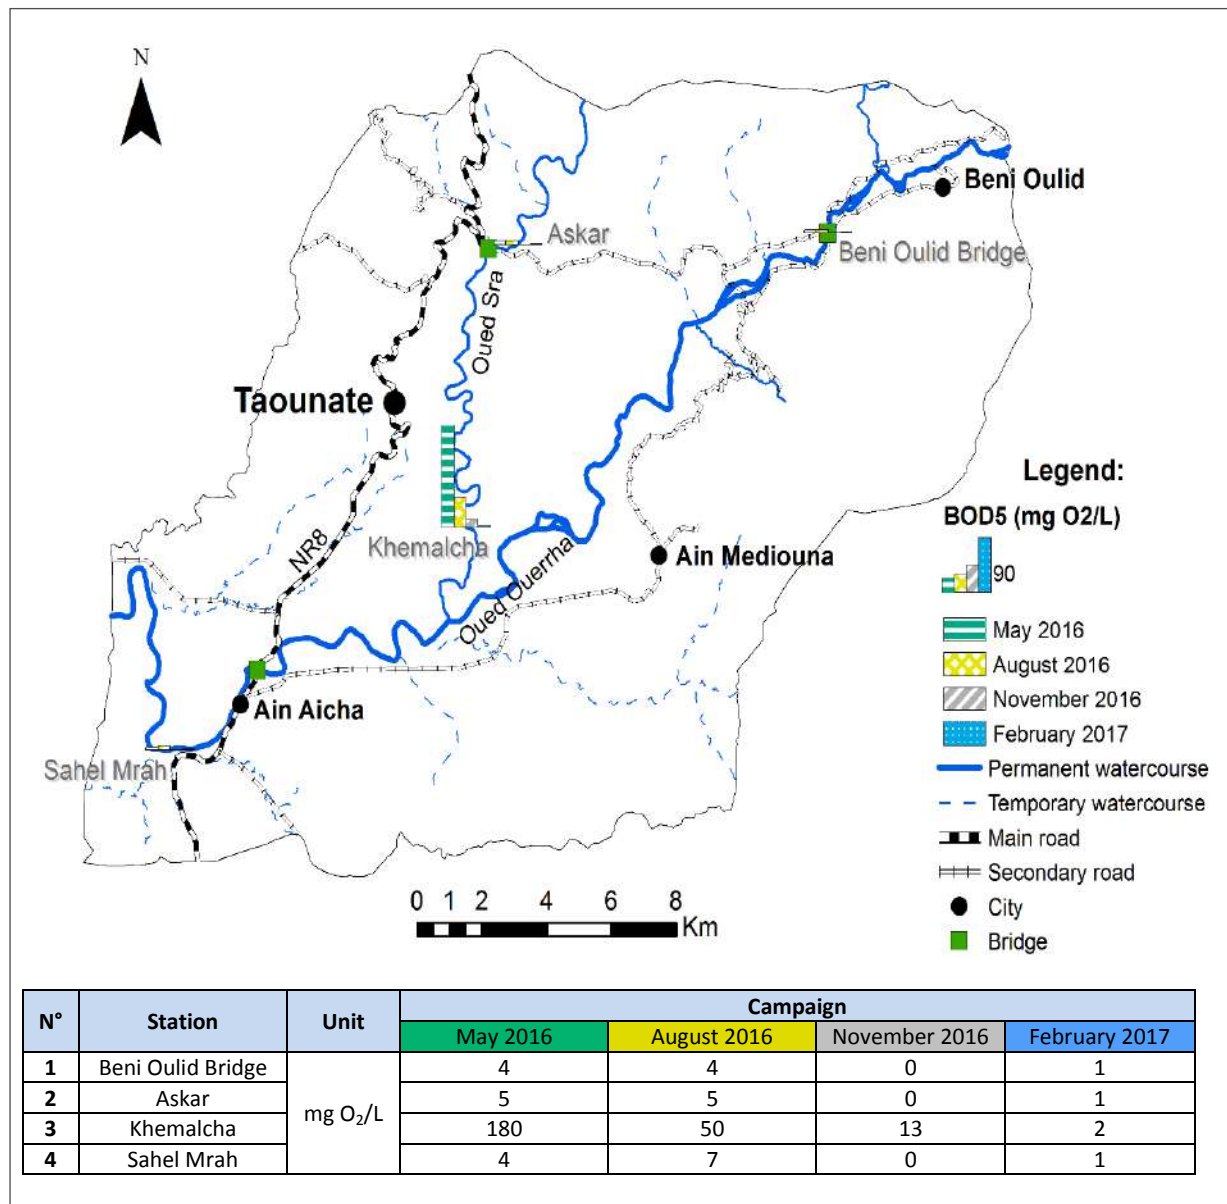 N
Beni Oulid
Askar
Beni Oulid Bridge
Oued Sra
Taounate
Legend:
BOD5 (mg O2/L)
Khemalcha
NR8
Oued Ouerrha
Ain Mediouna
90
May 2016
August 2016
November 2016
February 2017
Ain Aicha
Sahel Mrah
Permanent watercourse
Temporary watercourse
Main road
Secondary road
City
Bridge
0 1 2 4 6 8
Km
N° Station Unit Campaign
May 2016 August 2016 November 2016 February 2017
1 Beni Oulid Bridge mg O₂/L 4 4 0 1
2 Askar 5 5 0 1
3 Khemalcha 180 50 13 2
4 Sahel Mrah 4 7 0 1